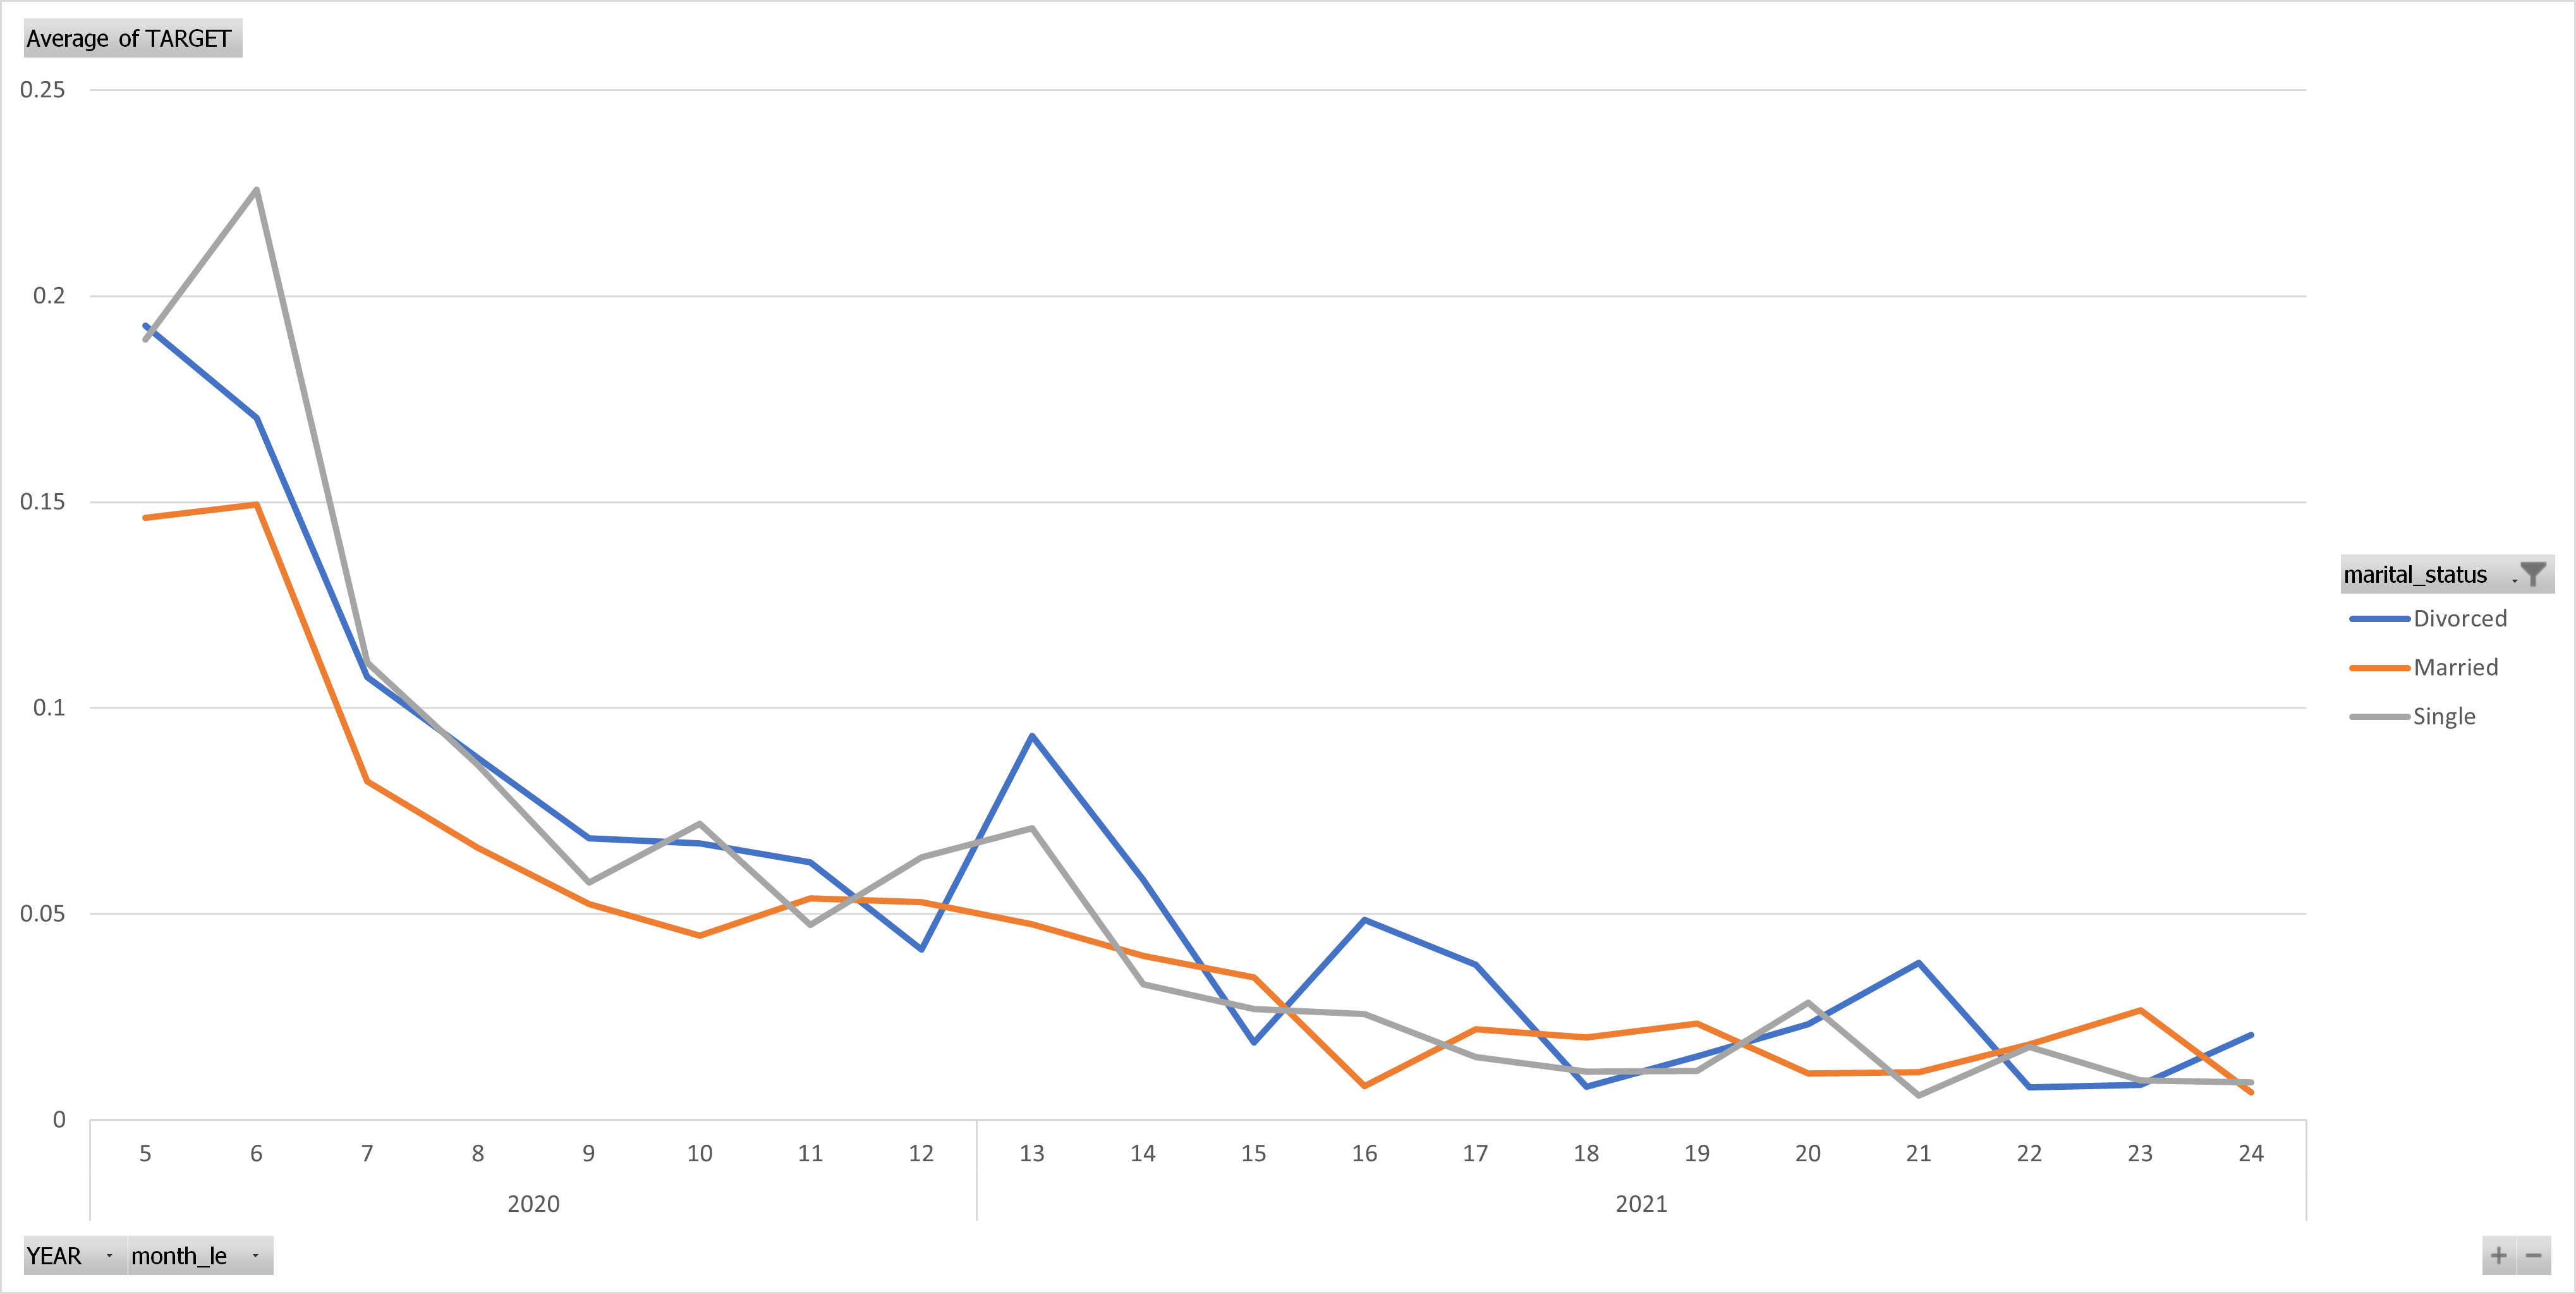 Average of TARGET
0.25
0.2
0.15
0.1
0.05
0
5 6 7 8 9 10 11 12 13 14 15 16 17 18 19 20 21 22 23 24
2020 2021
marital_status
Divorced
Married
Single
YEAR month_le
+ −